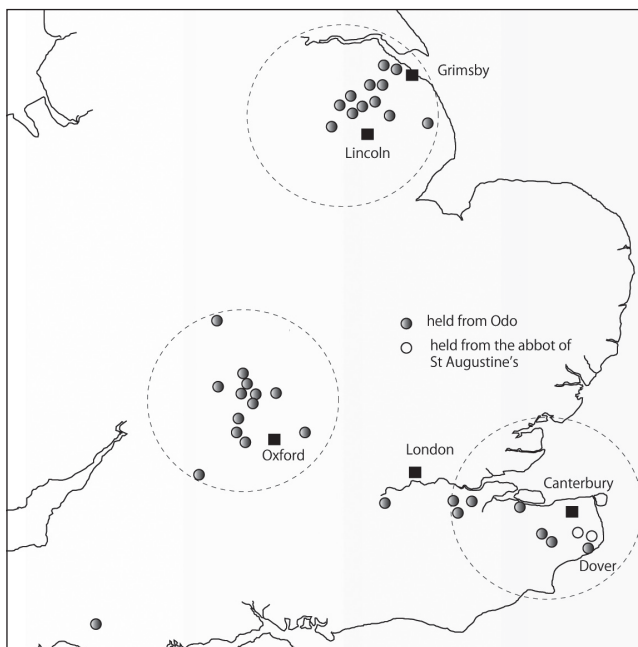 Grimsby
Lincoln
held from Odo
held from the abbot of
St Augustine's
London
Oxford
Canterbury
Dover